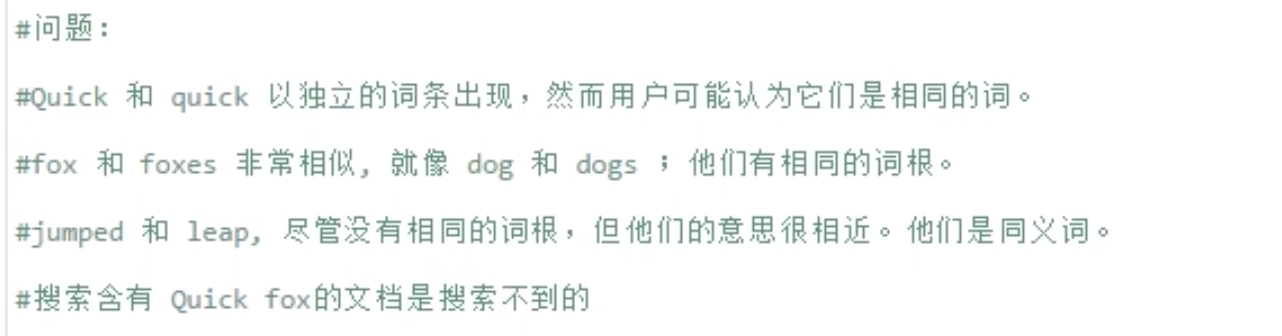 #问题：
#Quick 和 quick 以独立的词条出现，然而用户可能认为它们是相同的词。
#fox 和 foxes 非常相似, 就像 dog 和 dogs ；他们有相同的词根。
#jumped 和 leap, 尽管没有相同的词根，但他们的意思很相近。他们是同义词。
#搜索含有 Quick fox的文档是搜索不到的